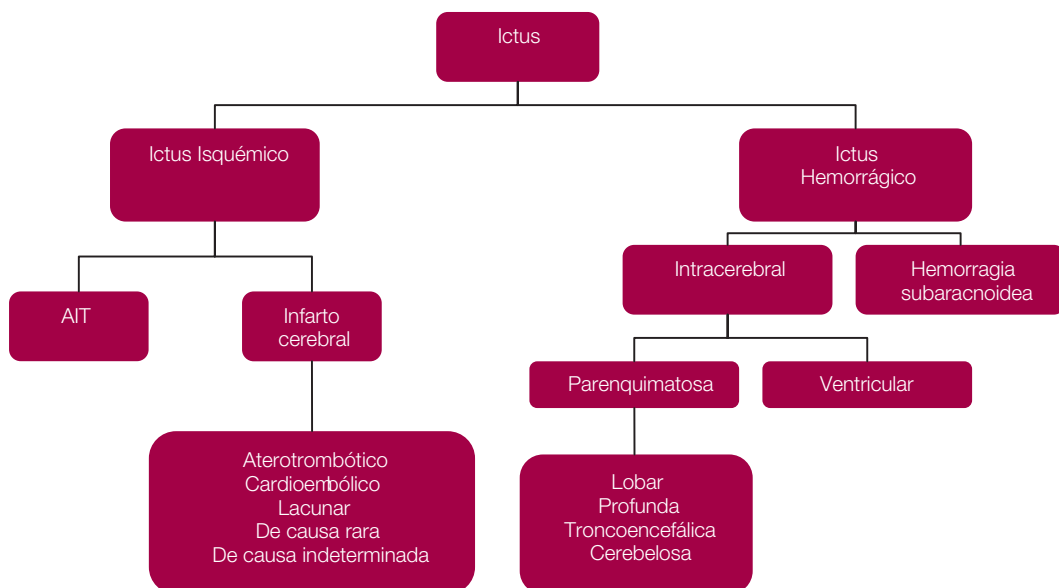 Ictus
Ictus Isquémico
Ictus
Hemorrágico
AIT
Infarto
cerebral
Intracerebral
Hemorragia
subaracnoidea
Parenquimatosa
Ventricular
Aterotrombótico
Cardioembólico
Lacunar
De causa rara
De causa indeterminada
Lobar
Profunda
Troncoencefálica
Cerebelosa